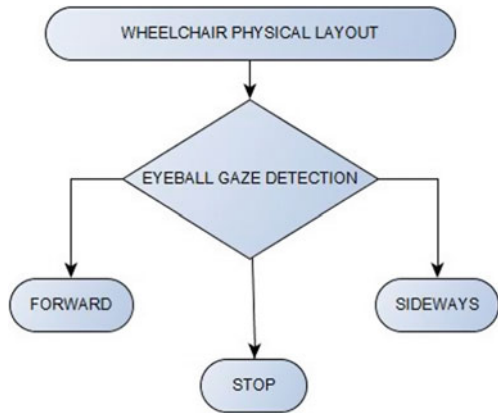 WHEELCHAIR PHYSICAL LAYOUT
EYEBALL GAZE DETECTION
FORWARD
SIDEWAYS
STOP